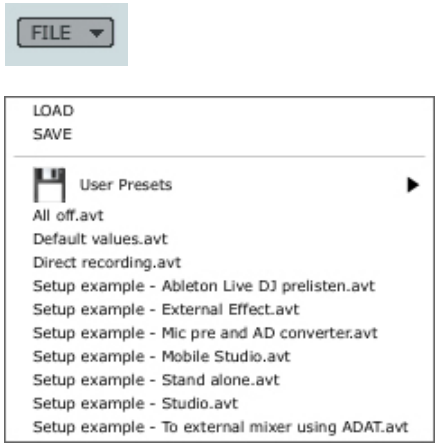 FILE
LOAD
SAVE
User Presets
All off.avt
Default values.avt
Direct recording.avt
Setup example - Ableton Live DJ prelisten.avt
Setup example - External Effect.avt
Setup example - Mic pre and AD converter.avt
Setup example - Mobile Studio.avt
Setup example - Stand alone.avt
Setup example - Studio.avt
Setup example - To external mixer using ADAT.avt